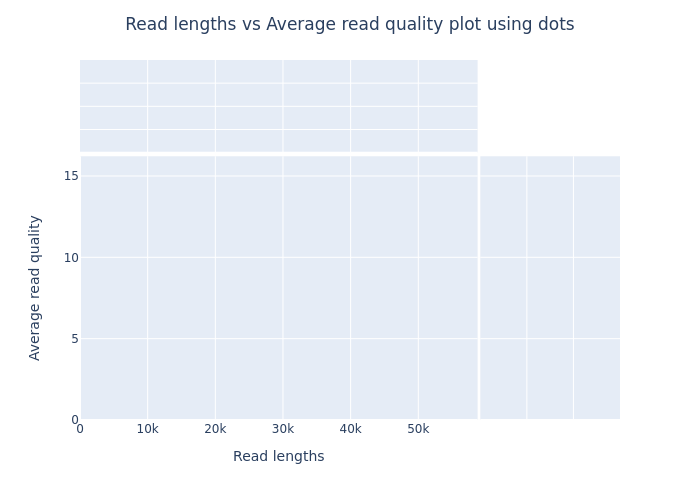 Read lengths vs Average read quality plot using dots
15
10
5
0
Average read quality
0 10k 20k 30k 40k 50k
Read lengths